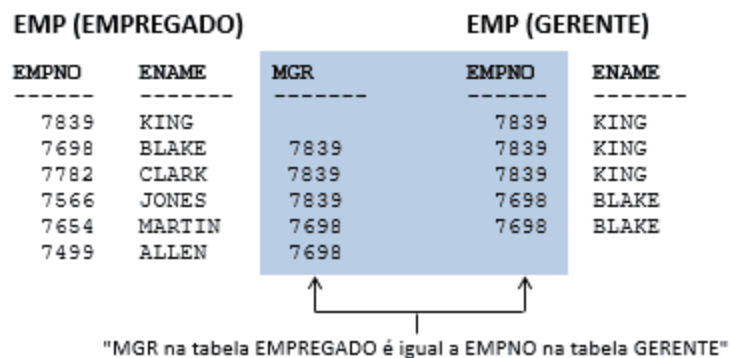 EMP (EMPREGADO) EMP (GERENTE)
EMPNO ENAME MGR EMPNO ENAME
------ ------- ------- ------ -------
7839 KING 7839 KING
7698 BLAKE 7839 7839 KING
7782 CLARK 7839 7839 KING
7566 JONES 7839 7698 BLAKE
7654 MARTIN 7698 7698 BLAKE
7499 ALLEN 7698
"MGR na tabela EMPREGADO é igual a EMPNO na tabela GERENTE"